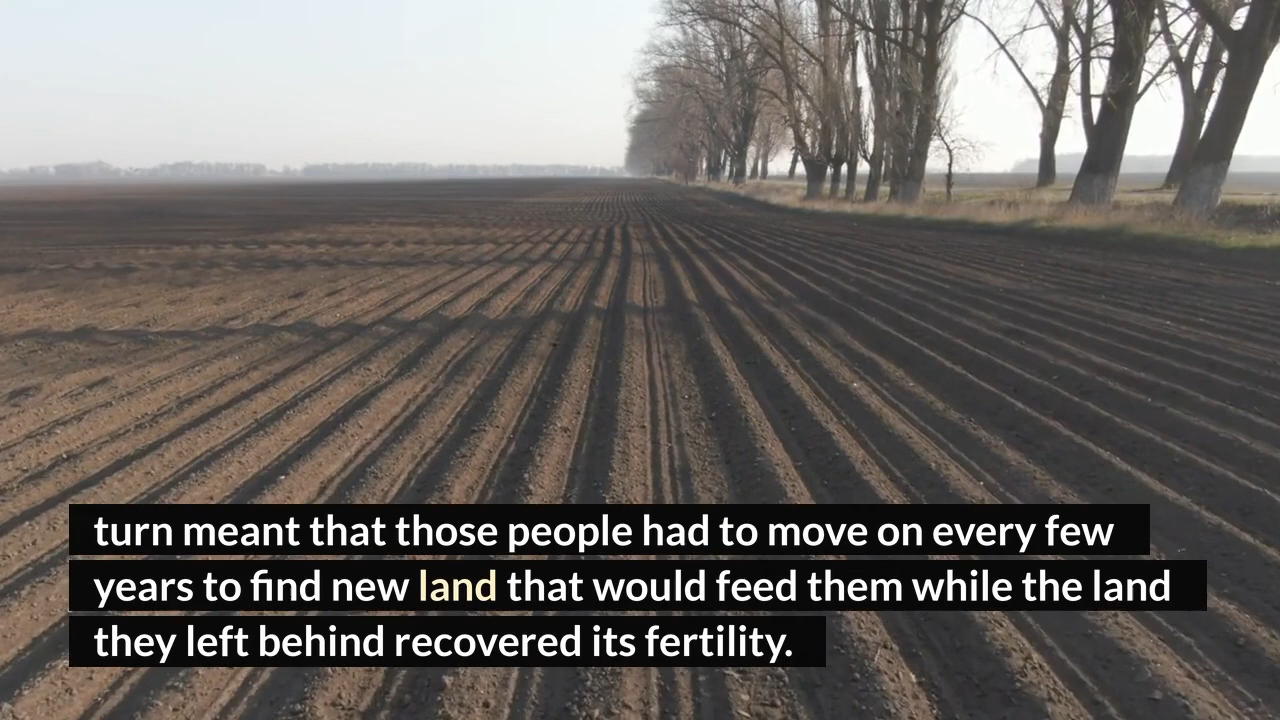 turn meant that those people had to move on every few
years to find new land that would feed them while the land
they left behind recovered its fertility.